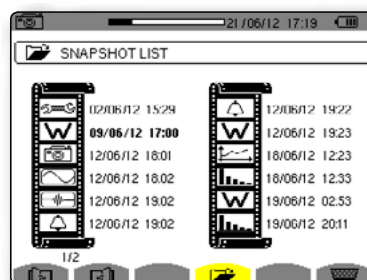 21/06/12 17:19
SNAPSHOT LIST
02/06/12 15:29
W 09/06/12 17:00
12/06/12 18:01
12/06/12 18.02
12/06/12 19.02
12/06/12 19:02
12/06/12 19:22
W 12/06/12 19:23
18/06/12 12:23
18/06/12 12.33
W 19/06/12 02.53
19/06/12 20:11
1/2